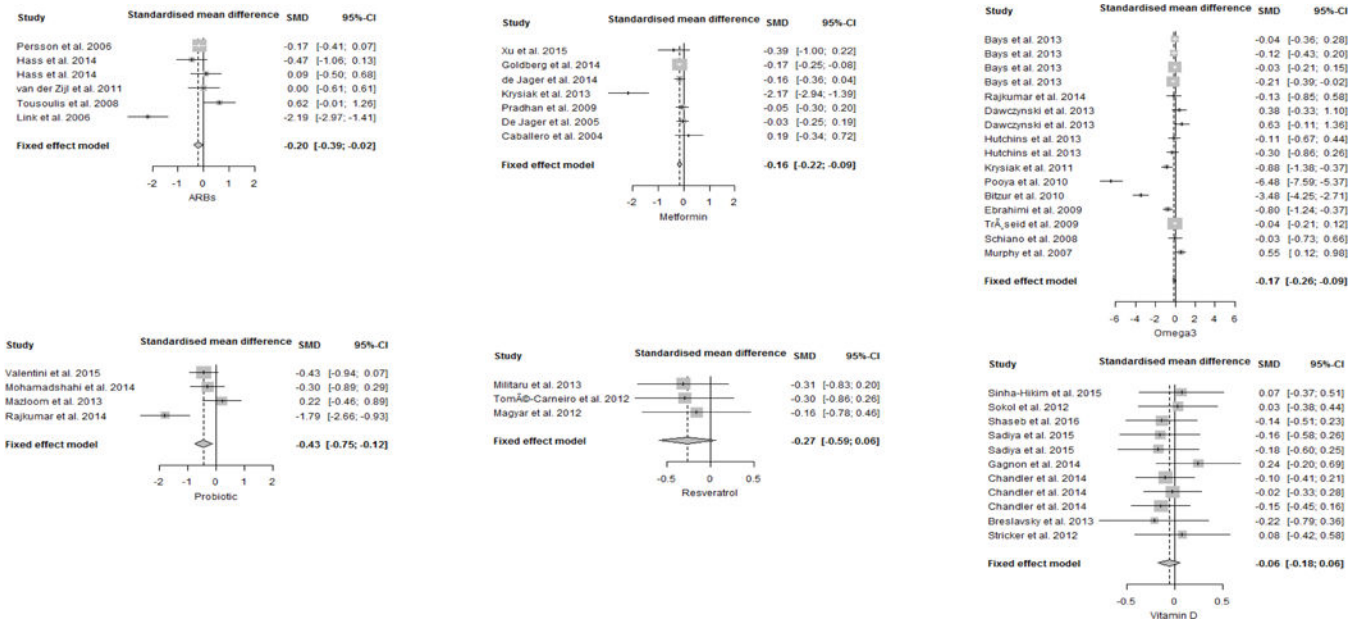 Study Standardised mean difference SMD 95%-CI
Persson et al. 2006 -0.17 [-0.41; 0.07]
Hass et al. 2014 -0.47 [-1.06; 0.13]
Hass et al. 2014 0.09 [-0.50; 0.68]
van der Zijl et al. 2011 0.00 [-0.61; 0.61]
Tousoulis et al. 2008 0.62 [-0.01; 1.26]
Link et al. 2006 -2.19 [-2.97; -1.41]
Fixed effect model -0.20 [-0.39; -0.02]
-2 -1 0 1 2
ARBs
Study Standardised mean difference SMD 95%-CI
Xu et al. 2015 -0.39 [-1.00; 0.22]
Goldberg et al. 2014 -0.17 [-0.25; -0.08]
de Jager et al. 2014 -0.16 [-0.36; 0.04]
Krysiak et al. 2013 -2.17 [-2.94; -1.39]
Pradhan et al. 2009 -0.05 [-0.30; 0.20]
De Jager et al. 2005 -0.03 [-0.25; 0.19]
Caballero et al. 2004 0.19 [-0.34; 0.72]
Fixed effect model -0.16 [-0.22; -0.09]
-2 -1 0 1 2
Metformin
Study Standardised mean difference SMD 95%-CI
Bays et al. 2013 -0.04 [-0.36; 0.28]
Bays et al. 2013 -0.12 [-0.43; 0.20]
Bays et al. 2013 -0.03 [-0.21; 0.15]
Bays et al. 2013 -0.21 [-0.39; -0.02]
Rajkumar et al. 2014 -0.13 [-0.85; 0.58]
Dawczynski et al. 2013 0.38 [-0.33; 1.10]
Dawczynski et al. 2013 0.63 [-0.11; 1.36]
Hutchins et al. 2013 -0.11 [-0.67; 0.44]
Hutchins et al. 2013 -0.30 [-0.86; 0.26]
Krysiak et al. 2011 -0.88 [-1.38; -0.37]
Pooya et al. 2010 -6.48 [-7.59; -5.37]
Bitzur et al. 2010 -3.48 [-4.25; -2.71]
Ebrahimi et al. 2009 -0.80 [-1.24; -0.37]
TrÃ¸seid et al. 2009 -0.04 [-0.21; 0.12]
Schiano et al. 2008 -0.03 [-0.73; 0.66]
Murphy et al. 2007 0.55 [ 0.12; 0.98]
Fixed effect model -0.17 [-0.26; -0.09]
-6 -4 -2 0 2 4 6
Omega3
Study Standardised mean difference SMD 95%-CI
Valentini et al. 2015 -0.43 [-0.94; 0.07]
Mohamadshahi et al. 2014 -0.30 [-0.89; 0.29]
Mazloom et al. 2013 0.22 [-0.46; 0.89]
Rajkumar et al. 2014 -1.79 [-2.66; -0.93]
Fixed effect model -0.43 [-0.75; -0.12]
-2 -1 0 1 2
Probiotic
Study Standardised mean difference SMD 95%-CI
Militaru et al. 2013 -0.31 [-0.83; 0.20]
TomÃ©-Carneiro et al. 2012 -0.30 [-0.86; 0.26]
Magyar et al. 2012 -0.16 [-0.78; 0.46]
Fixed effect model -0.27 [-0.59; 0.06]
-0.5 0 0.5
Resveratrol
Study Standardised mean difference SMD 95%-CI
Sinha-Hikim et al. 2015 0.07 [-0.37; 0.51]
Sokol et al. 2012 0.03 [-0.38; 0.44]
Shaseb et al. 2016 -0.14 [-0.51; 0.23]
Sadiya et al. 2015 -0.16 [-0.58; 0.26]
Sadiya et al. 2015 -0.18 [-0.60; 0.25]
Gagnon et al. 2014 0.24 [-0.20; 0.69]
Chandler et al. 2014 -0.10 [-0.41; 0.21]
Chandler et al. 2014 -0.02 [-0.33; 0.28]
Chandler et al. 2014 -0.15 [-0.45; 0.16]
Breslavsky et al. 2013 -0.22 [-0.79; 0.36]
Stricker et al. 2012 0.08 [-0.42; 0.58]
Fixed effect model -0.06 [-0.18; 0.06]
-0.5 0 0.5
Vitamin D